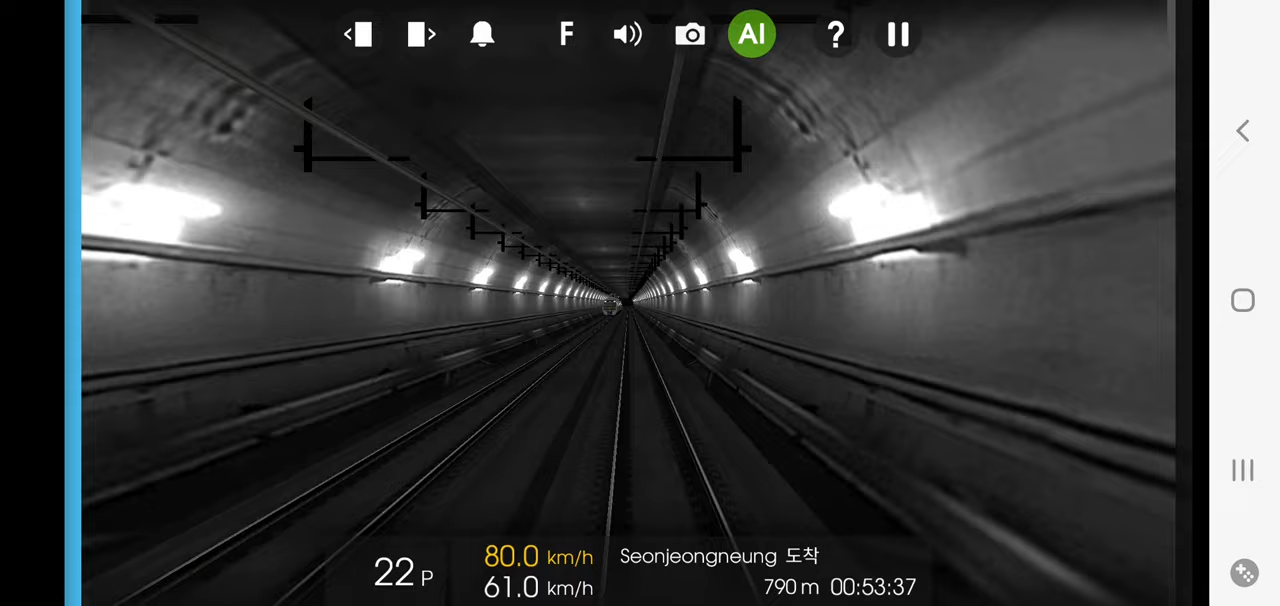 F
AI
?
22 P
80.0 km/h
61.0 km/h
Seonjeongneung 도착
790 m 00:53:37